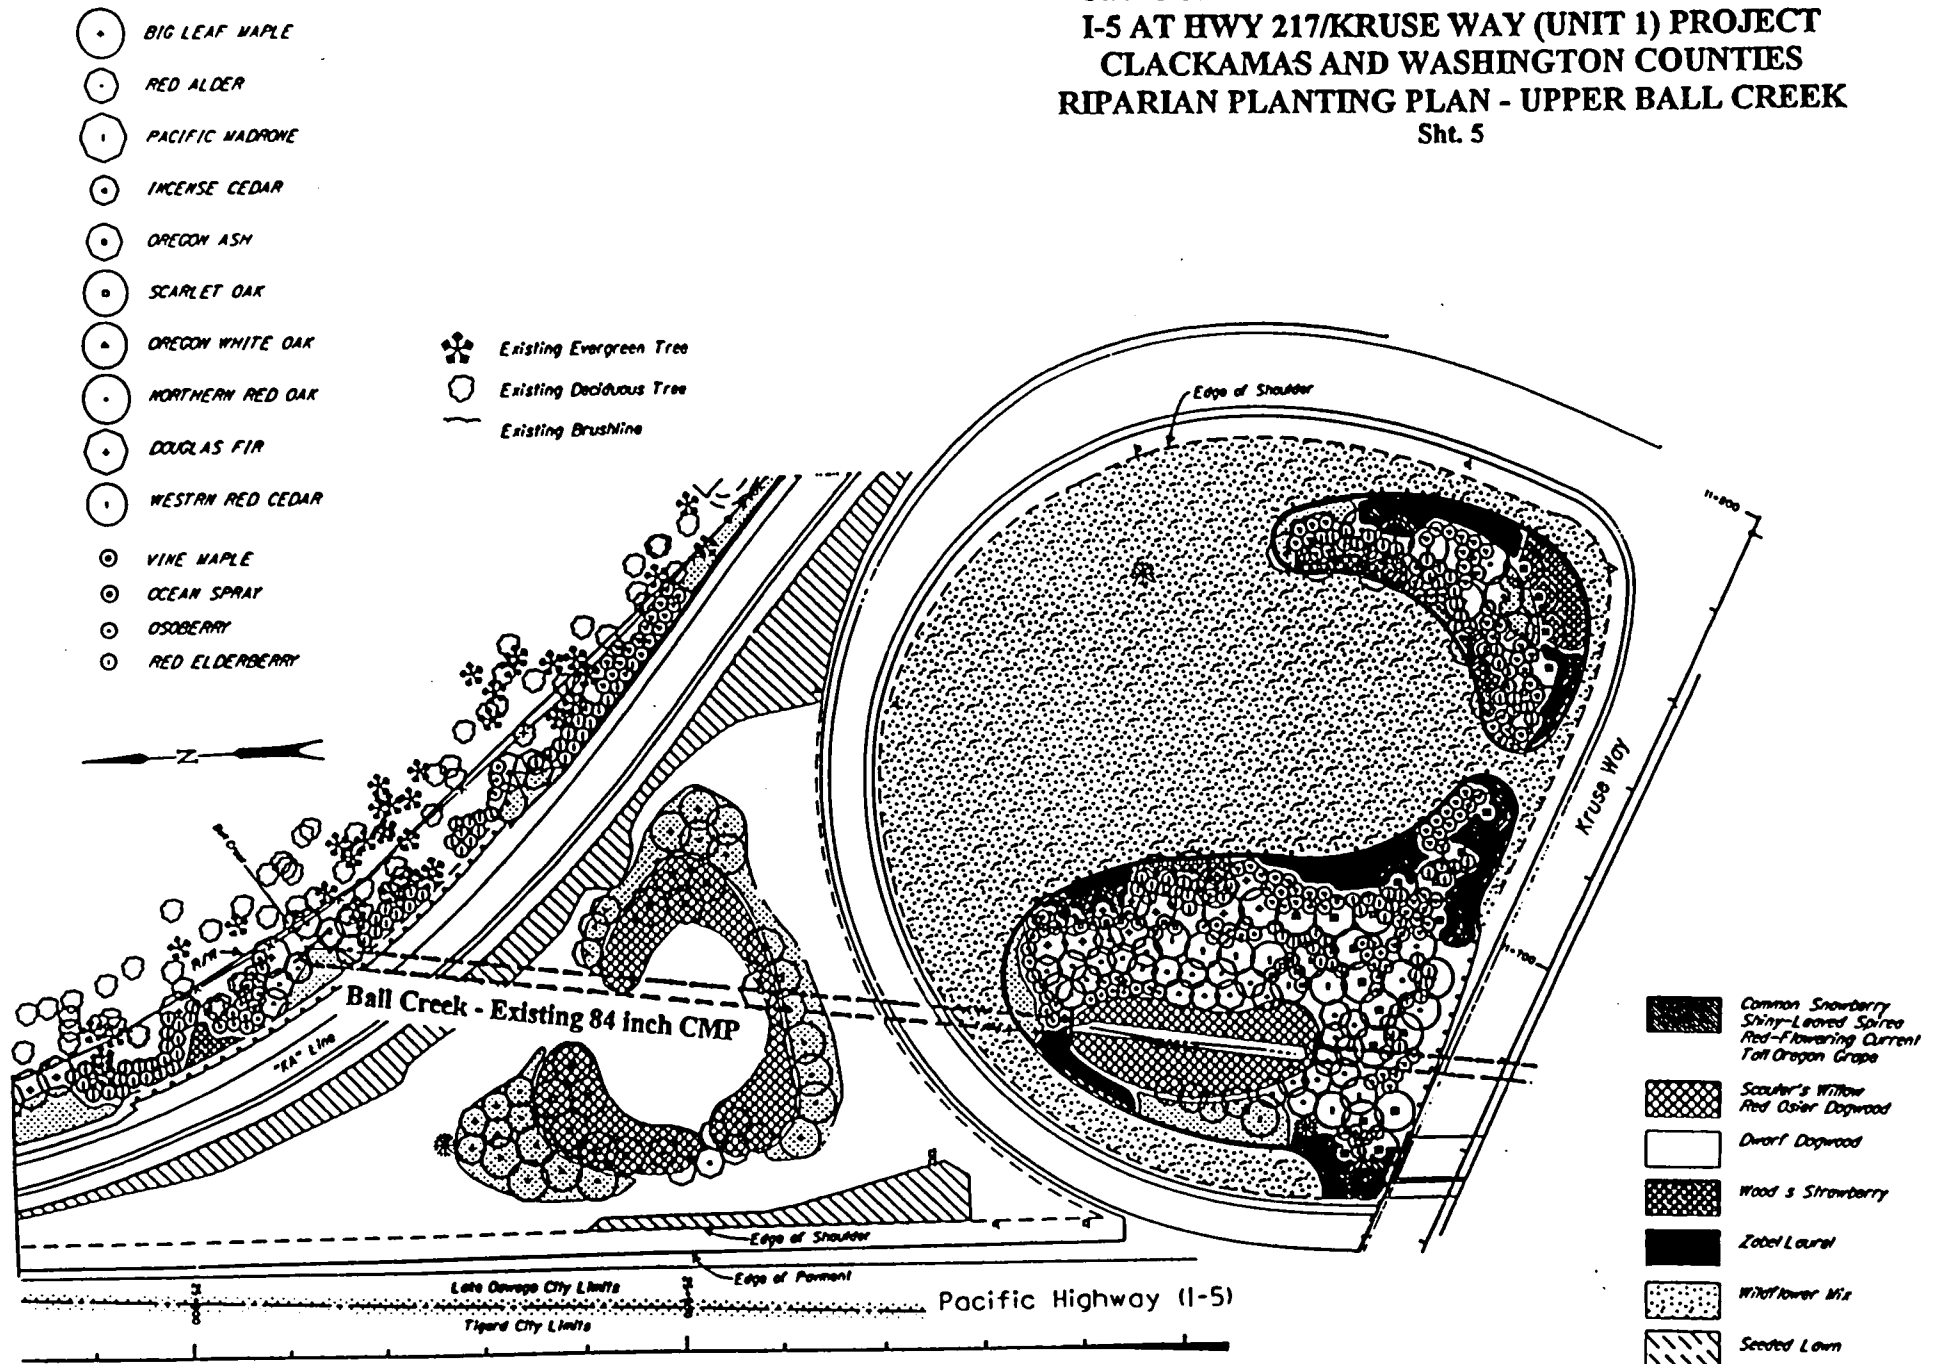 I-5 AT HWY 217/KRUSE WAY (UNIT 1) PROJECT
CLACKAMAS AND WASHINGTON COUNTIES
RIPARIAN PLANTING PLAN - UPPER BALL CREEK
Sht. 5
BIG LEAF MAPLE
RED ALDER
PACIFIC MADRONE
INCENSE CEDAR
OREGON ASH
SCARLET OAK
OREGON WHITE OAK
NORTHERN RED OAK
DOUGLAS FIR
WESTRN RED CEDAR
VINE MAPLE
OCEAN SPRAY
OSOBERRY
RED ELDERBERRY
Existing Evergreen Tree
Existing Deciduous Tree
Existing Brushline
Edge of Shoulder
N
Kruse Way
Ball Creek - Existing 84 inch CMP
"KA" Line
Edge of Shoulder
Edge of Pavment
Lake Oswego City Limits
Tigard City Limits
Pacific Highway (I-5)
Common Snowberry
Shiny-Leaved Spirea
Red-Flowering Current
Tall Oregon Grape
Scouler's Willow
Red Osier Dogwood
Dwarf Dogwood
Wood s Strawberry
Zabel Laurel
Wildflower Mix
Seeded Lawn